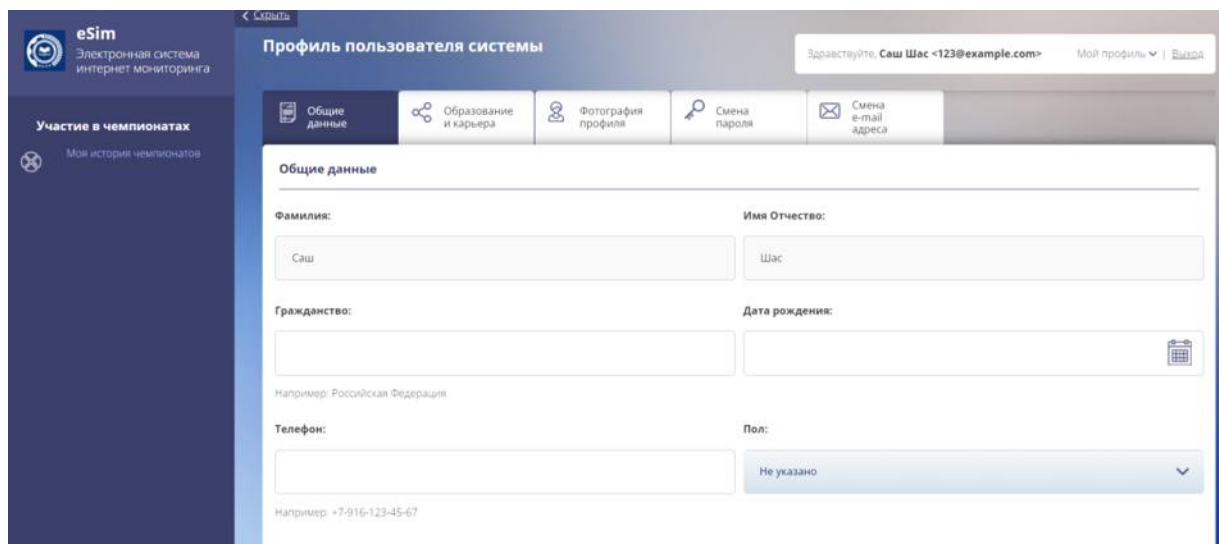 Скрыть
eSim
Электронная система
интернет мониторинга
Профиль пользователя системы
Здравствуйте, Саш Шас <123@example.com>
Мой профиль | Выход
Участие в чемпионатах
Моя история чемпионатов
Общие
данные
Образование
и карьера
Фотография
профиля
Смена
пароля
Смена
e-mail
адреса
Общие данные
Фамилия:
Имя Отчество:
Саш
Шас
Гражданство:
Дата рождения:
Например: Российская Федерация
Телефон:
Пол:
Не указано
Например: +7-916-123-45-67